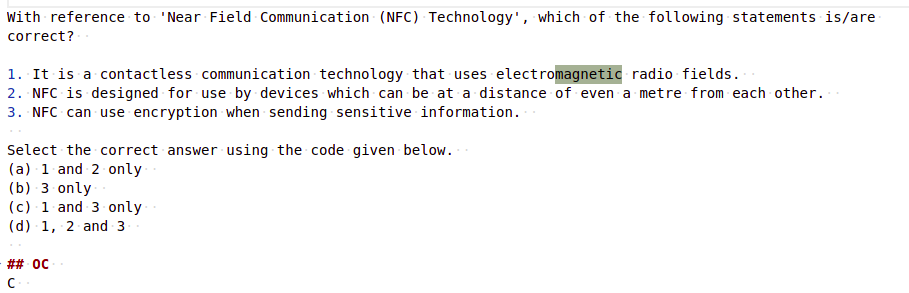 With reference to 'Near Field Communication (NFC) Technology', which of the following statements is/are
correct?
1. It is a contactless communication technology that uses electromagnetic radio fields.
2. NFC is designed for use by devices which can be at a distance of even a metre from each other.
3. NFC can use encryption when sending sensitive information.
Select the correct answer using the code given below.
(a) 1 and 2 only
(b) 3 only
(c) 1 and 3 only
(d) 1, 2 and 3
## OC
C